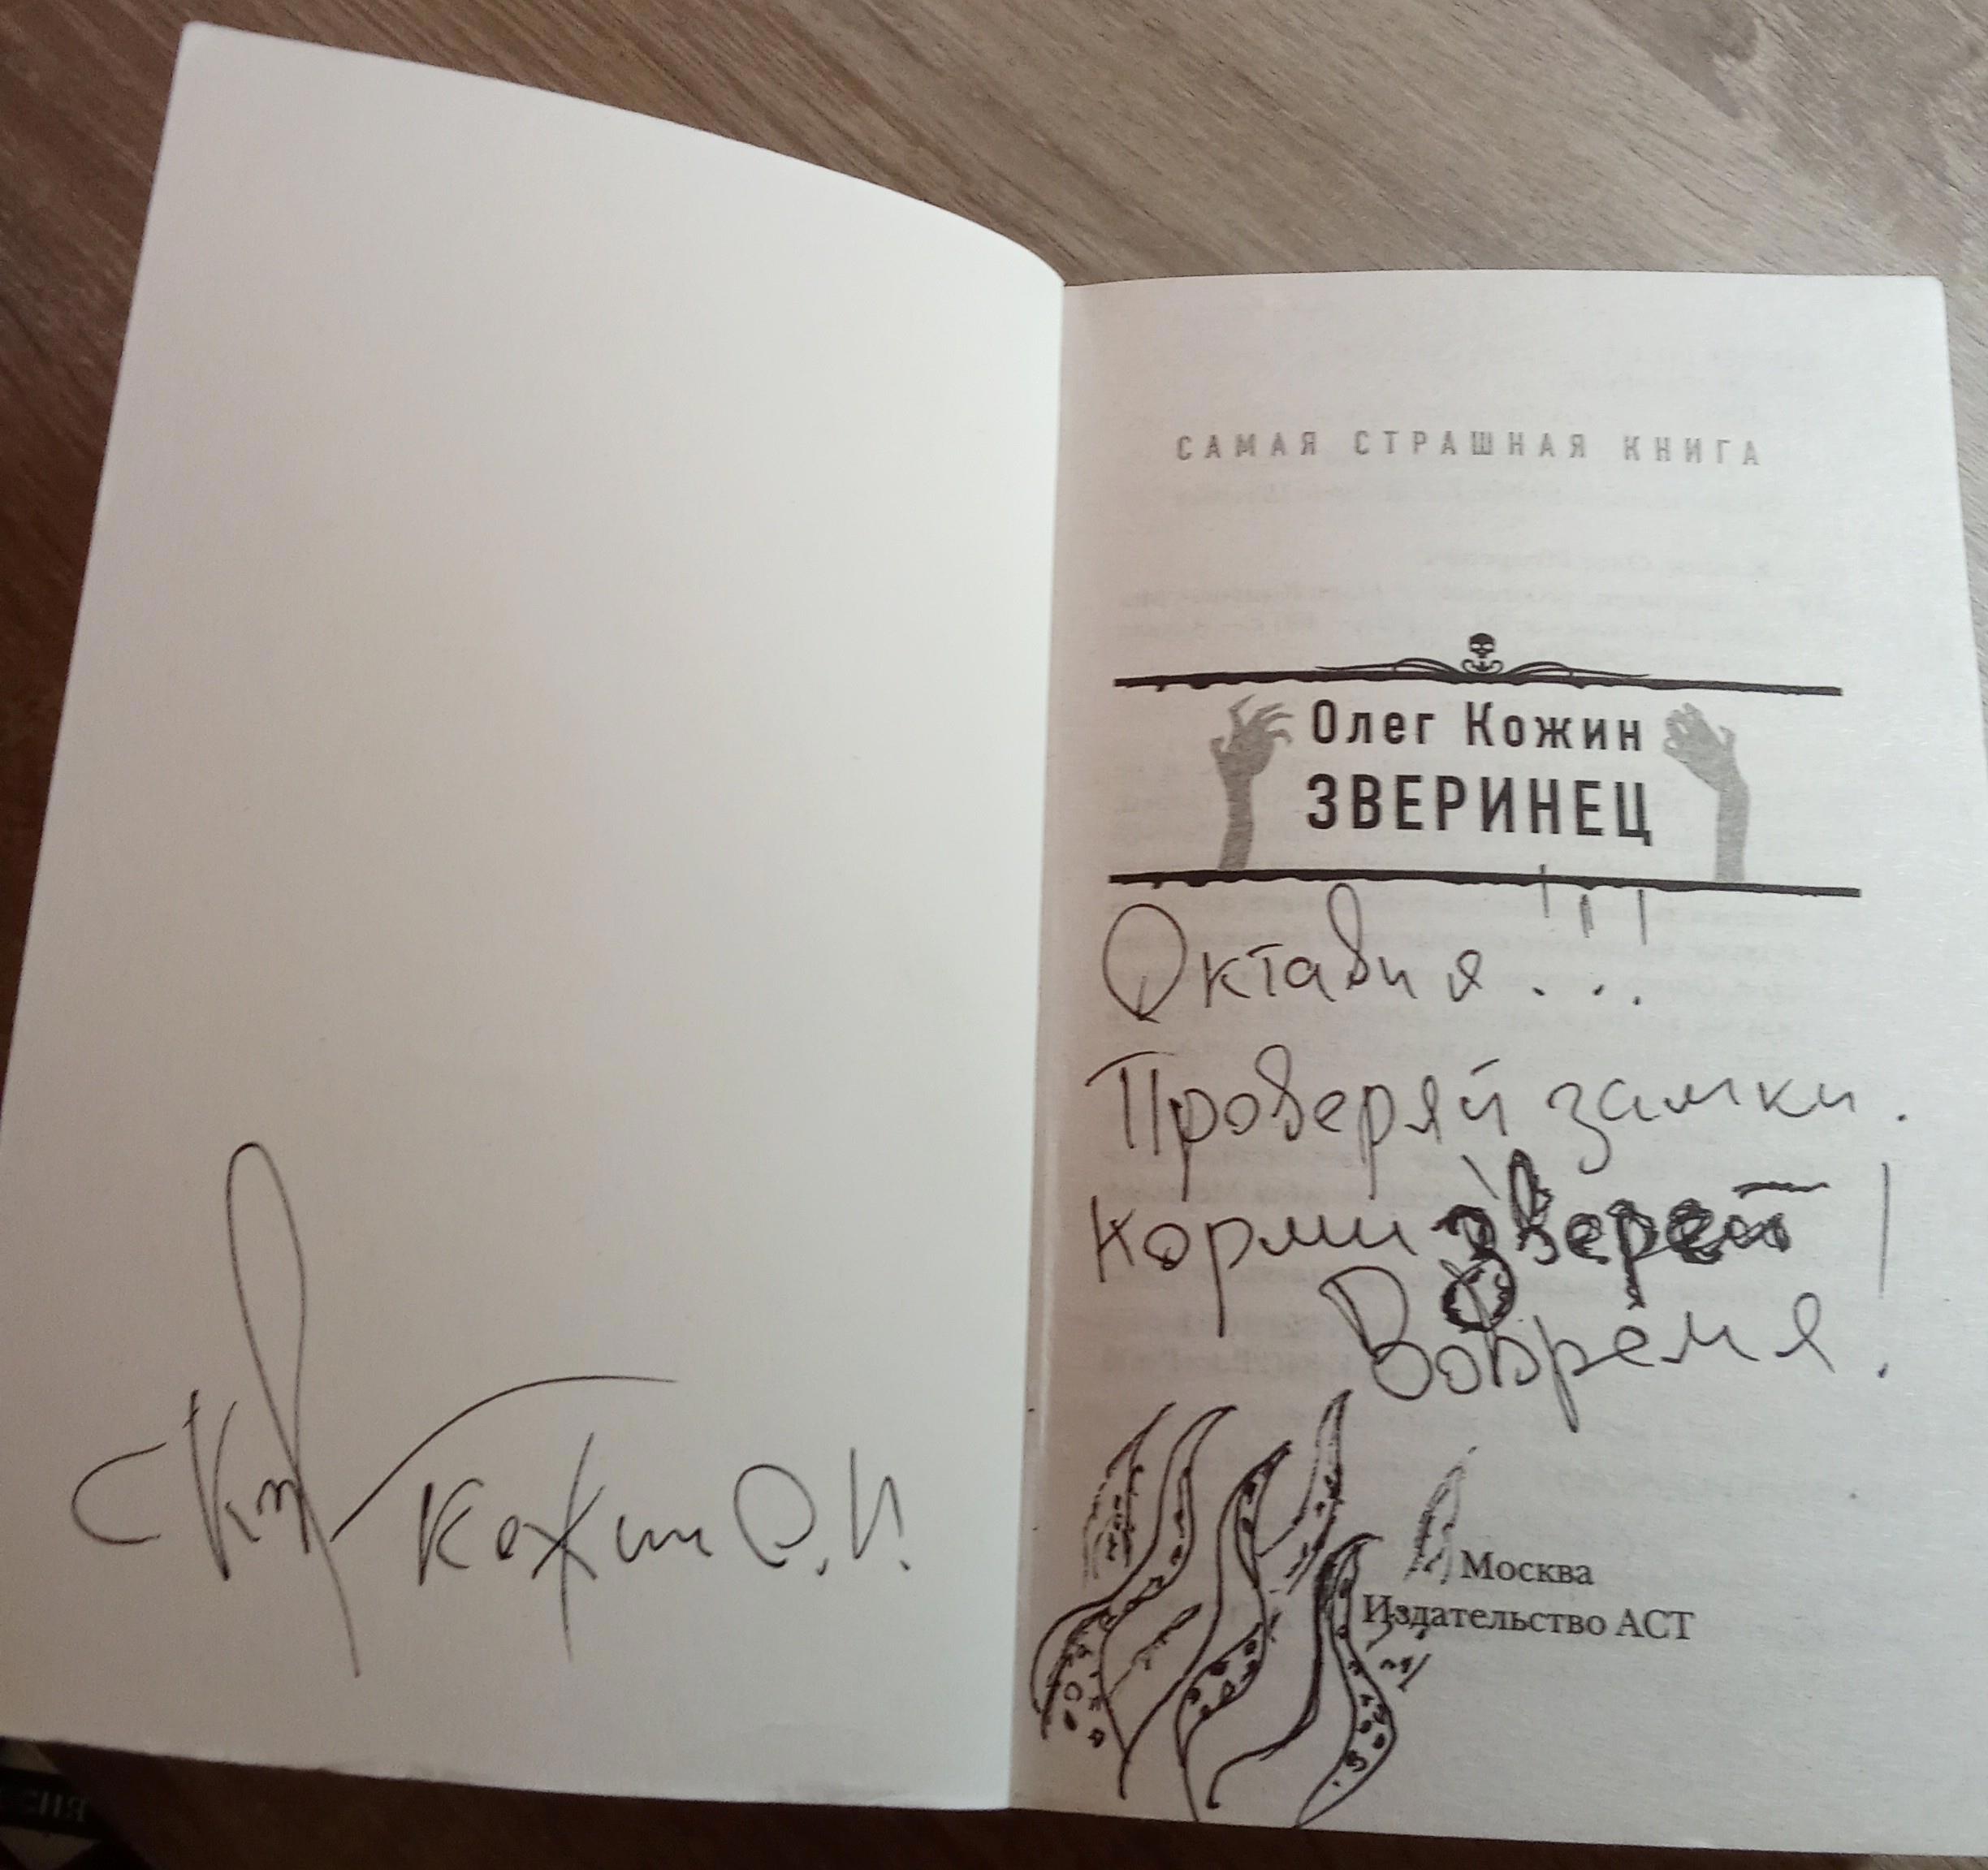 Кожин О.И.
САМАЯ СТРАШНАЯ КНИГА
Олег Кожин
ЗВЕРИНЕЦ
Октавия!!!
Проверяй замки.
Корми зверей
Вовремя!
Москва
Издательство АСТ